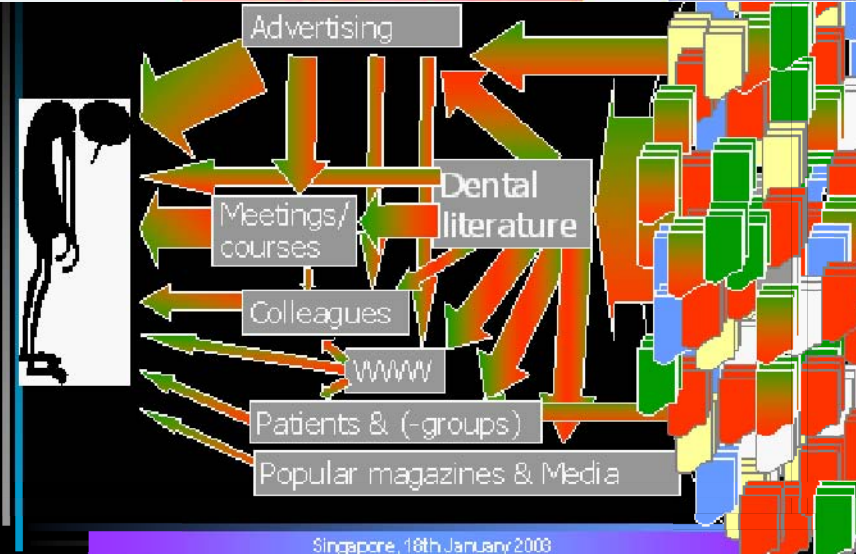 Advertising
Dental
literature
Meetings/
courses
Colleagues
WWW
Patients & (-groups)
Popular magazines & Media
Singapore, 18th January 2003